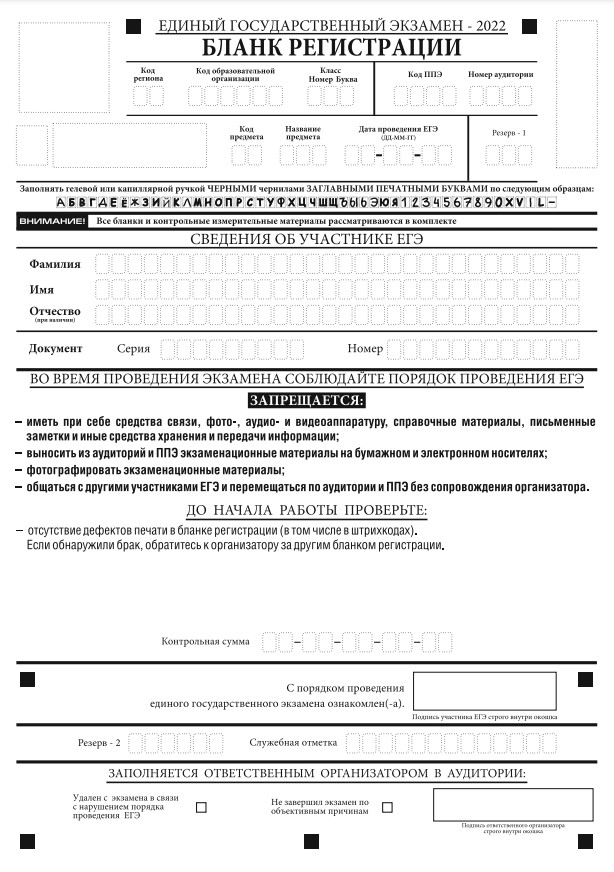 ЕДИНЫЙ ГОСУДАРСТВЕННЫЙ ЭКЗАМЕН - 2022
БЛАНК РЕГИСТРАЦИИ
Код региона
Код образовательной организации
Класс Номер Буква
Код ППЭ
Номер аудитории
Код предмета
Название предмета
Дата проведения ЕГЭ
(ДД-ММ-ГГ)
Резерв - 1
Заполнять гелевой или капиллярной ручкой ЧЕРНЫМИ чернилами ЗАГЛАВНЫМИ ПЕЧАТНЫМИ БУКВАМИ по следующим образцам:
АБВГДЕЁЖЗИЙКЛМНОПРСТУФХЦЧШЩЪЫЬЭЮЯ1234567890XVIL-
ВНИМАНИЕ! Все бланки и контрольные измерительные материалы рассматриваются в комплекте
СВЕДЕНИЯ ОБ УЧАСТНИКЕ ЕГЭ
Фамилия
Имя
Отчество
(при наличии)
Документ Серия Номер
ВО ВРЕМЯ ПРОВЕДЕНИЯ ЭКЗАМЕНА СОБЛЮДАЙТЕ ПОРЯДОК ПРОВЕДЕНИЯ ЕГЭ
ЗАПРЕЩАЕТСЯ:
– иметь при себе средства связи, фото-, аудио- и видеоаппаратуру, справочные материалы, письменные
заметки и иные средства хранения и передачи информации;
– выносить из аудиторий и ППЭ экзаменационные материалы на бумажном и электронном носителях;
– фотографировать экзаменационные материалы;
– общаться с другими участниками ЕГЭ и перемещаться по аудитории и ППЭ без сопровождения организатора.
ДО НАЧАЛА РАБОТЫ ПРОВЕРЬТЕ:
– отсутствие дефектов печати в бланке регистрации (в том числе в штрихкодах).
Если обнаружили брак, обратитесь к организатору за другим бланком регистрации.
Контрольная сумма
С порядком проведения
единого государственного экзамена ознакомлен(-а).
Подпись участника ЕГЭ строго внутри окошка
Резерв - 2 Служебная отметка
ЗАПОЛНЯЕТСЯ ОТВЕТСТВЕННЫМ ОРГАНИЗАТОРОМ В АУДИТОРИИ:
Удален с экзамена в связи
с нарушением порядка
проведения ЕГЭ
Не завершил экзамен по
объективным причинам
Подпись ответственного организатора
строго внутри окошка